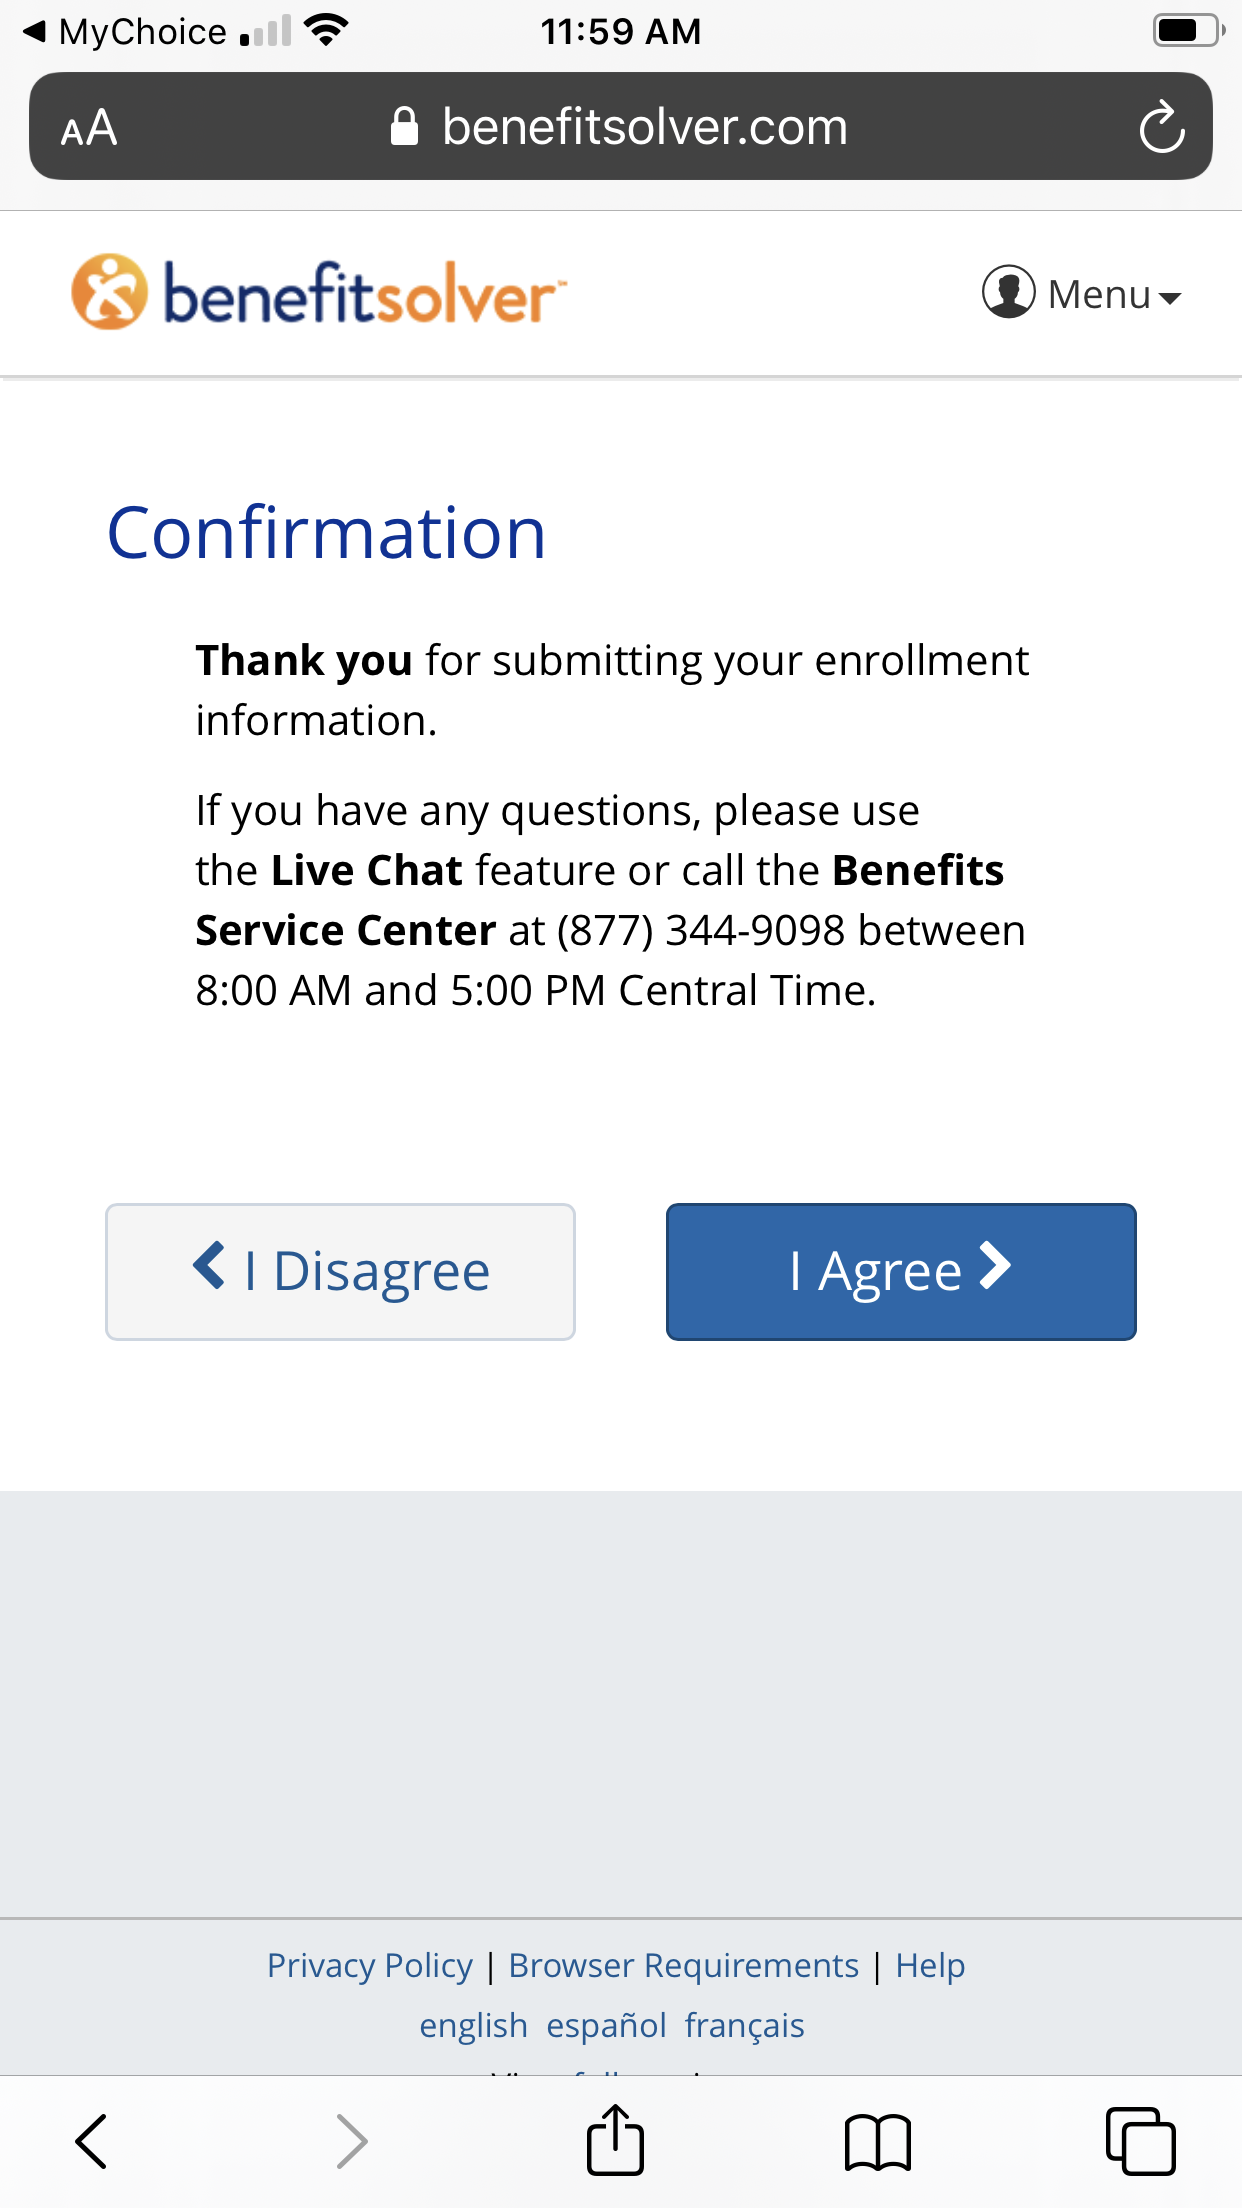 MyChoice 11:59 AM
AA benefitsolver.com
benefitsolver™ Menu
Confirmation
Thank you for submitting your enrollment
information.
If you have any questions, please use
the Live Chat feature or call the Benefits
Service Center at (877) 344-9098 between
8:00 AM and 5:00 PM Central Time.
I Disagree I Agree
Privacy Policy | Browser Requirements | Help
english español français